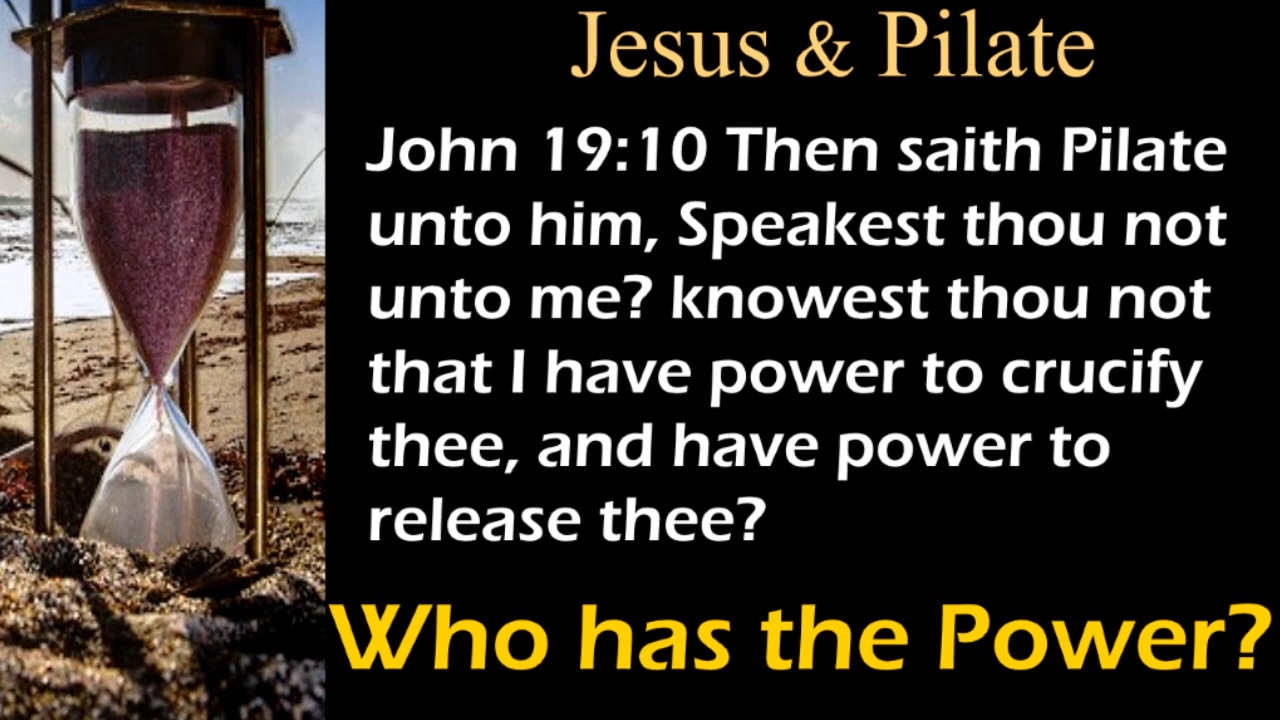 Jesus & Pilate
John 19:10 Then saith Pilate
unto him, Speakest thou not
unto me? knowest thou not
that I have power to crucify
thee, and have power to
release thee?
Who has the Power?